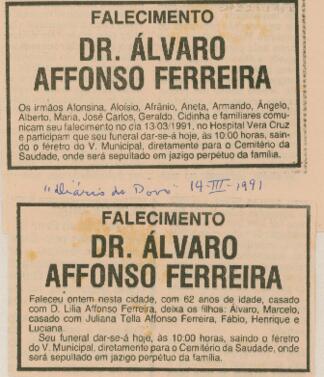 FALECIMENTO
DR. ÁLVARO
AFFONSO FERREIRA
Os irmãos Afonsina, Aloísio, Afrânio, Aneta, Armando, Ângelo,
Alberto, Maria, José Carlos, Geraldo, Cidinha e familiares comu-
nicam seu falecimento no dia 13/03/1991, no Hospital Vera Cruz
e participam que seu funeral dar-se-á hoje, às 10:00 horas, sain-
do o féretro do V. Municipal, diretamente para o Cemitério da
Saudade, onde será sepultado em jazigo perpétuo da família.
"Diário do Povo" 14-III-1991
FALECIMENTO
DR. ÁLVARO
AFFONSO FERREIRA
Faleceu ontem nesta cidade, com 62 anos de idade, casado
com D. Lilia Affonso Ferreira, deixa os filhos: Álvaro, Marcelo,
casado com Juliana Tella Affonso Ferreira, Fábio, Henrique e
Luciana.
Seu funeral dar-se-á hoje, às 10:00 horas, saindo o féretro
do V. Municipal, diretamente para o Cemitério da Saudade, onde
será sepultado em jazigo perpétuo da família.